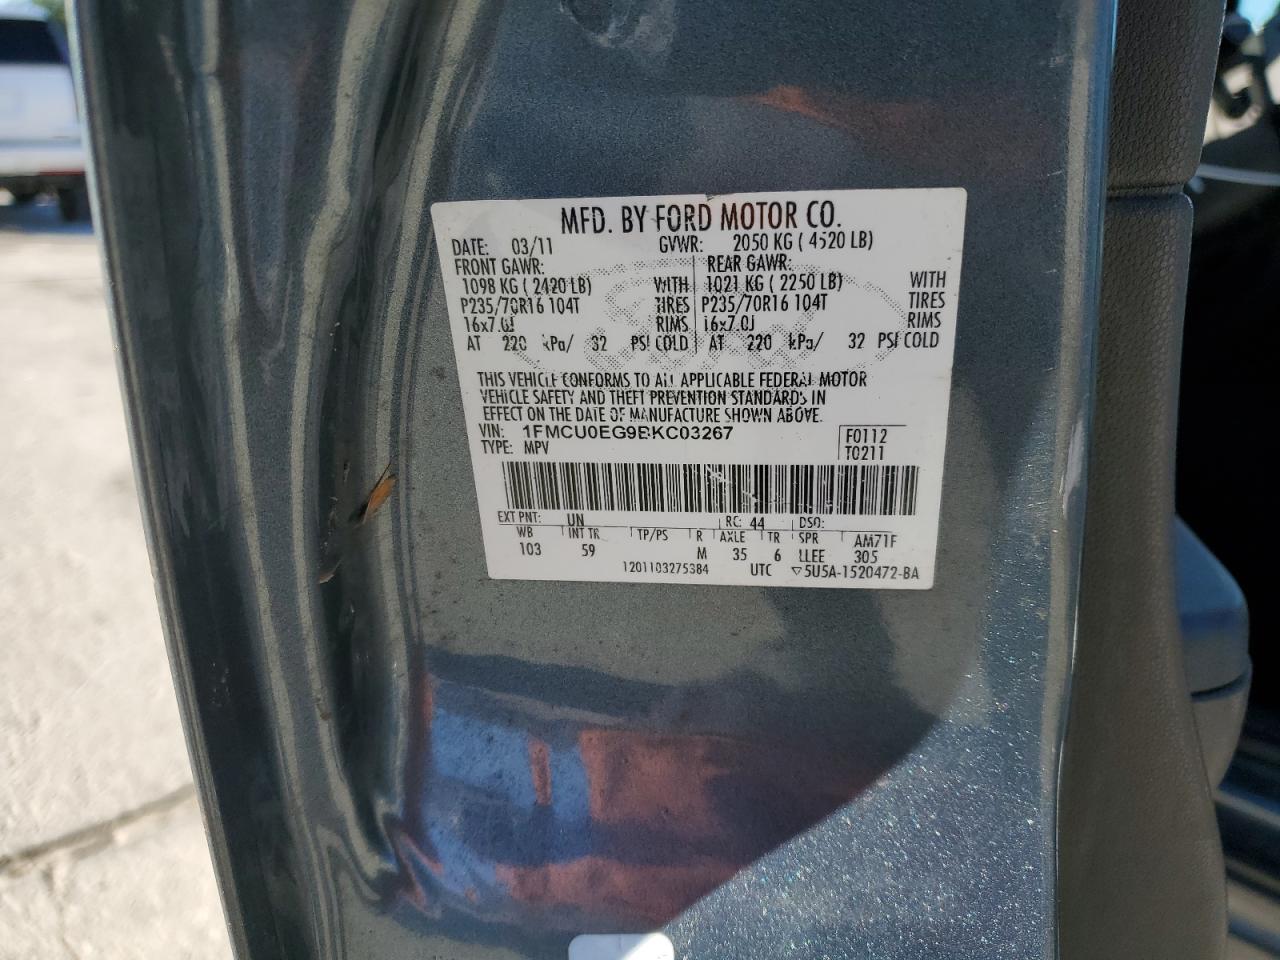 MFD. BY FORD MOTOR CO.
DATE: 03/11 GVWR: 2050 KG ( 4520 LB)
FRONT GAWR: REAR GAWR:
1098 KG ( 2420 LB) WITH 1021 KG ( 2250 LB) WITH
P235/70R16 104T TIRES P235/70R16 104T TIRES
16x7.0J RIMS 16x7.0J RIMS
AT 220 kPa/ 32 PSI COLD AT 220 kPa/ 32 PSI COLD
THIS VEHICLE CONFORMS TO ALL APPLICABLE FEDERAL MOTOR
VEHICLE SAFETY AND THEFT PREVENTION STANDARDS IN
EFFECT ON THE DATE OF MANUFACTURE SHOWN ABOVE.
VIN: 1FMCU0EG9BKC03267 F0112
TYPE: MPV T0211
EXT PNT: UN RC: 44 DSO:
WB INT TR TP/PS R AXLE TR SPR AM71F
103 59 M 35 6 LLEE 305
1201103275384 UTC ▽5U5A-1520472-BA